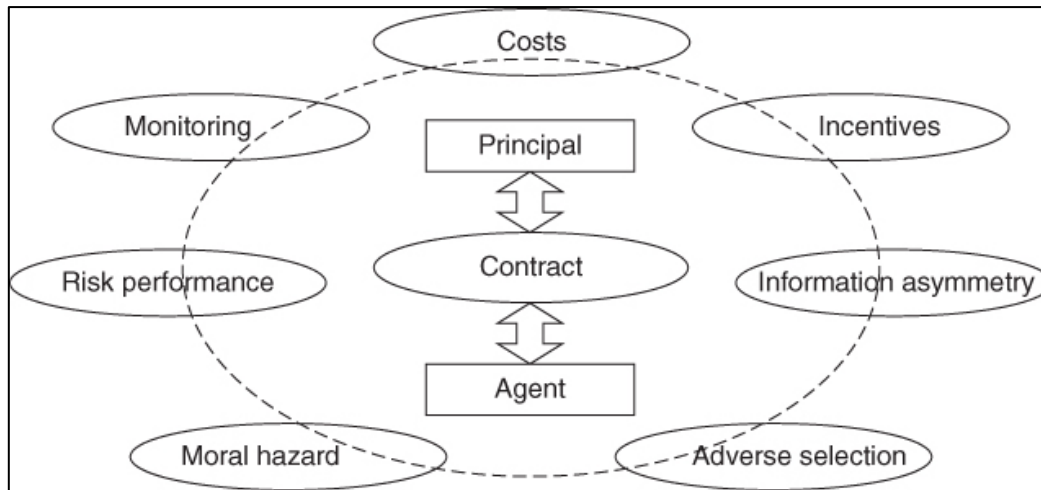 Costs
Monitoring
Incentives
Principal
Contract
Risk performance
Information asymmetry
Agent
Moral hazard
Adverse selection